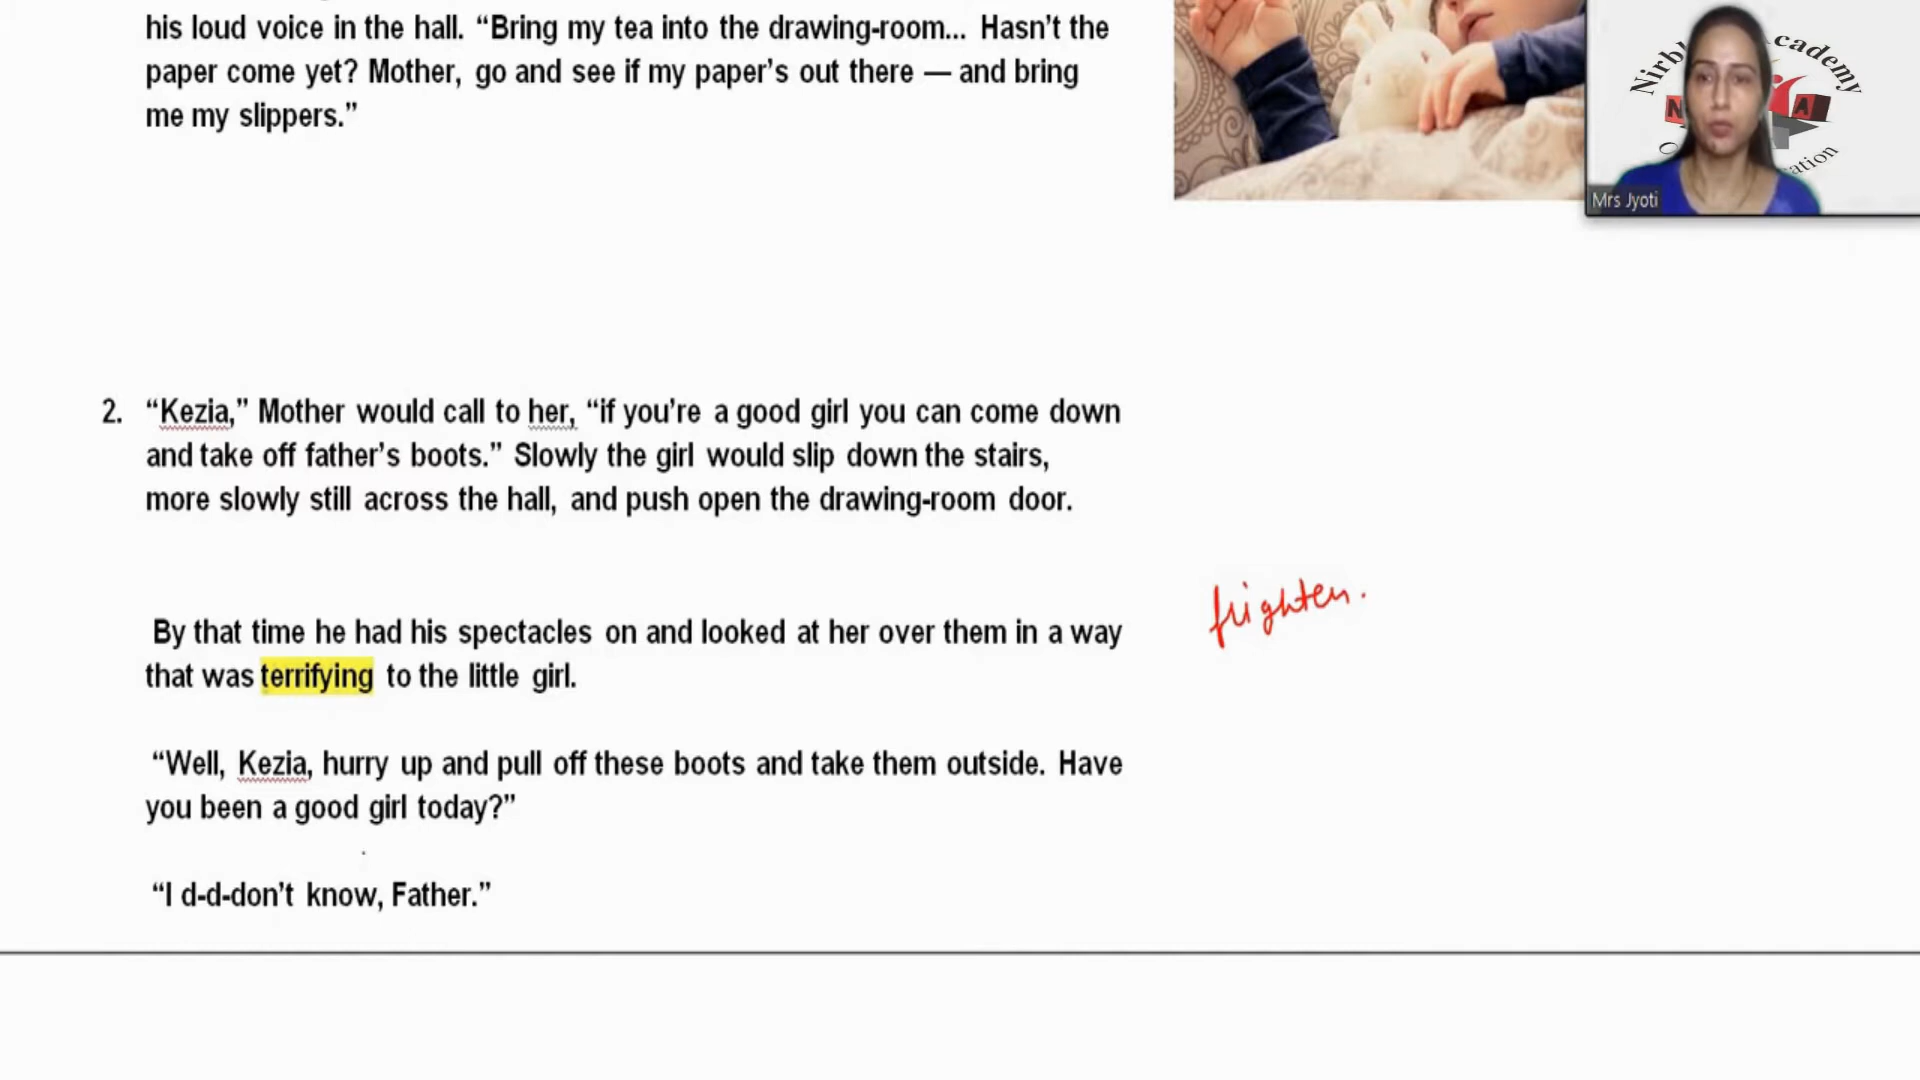 his loud voice in the hall. “Bring my tea into the drawing-room... Hasn’t the
paper come yet? Mother, go and see if my paper’s out there — and bring
me my slippers.”
Mrs Jyoti
2. “Kezia,” Mother would call to her, “if you’re a good girl you can come down
and take off father’s boots.” Slowly the girl would slip down the stairs,
more slowly still across the hall, and push open the drawing-room door.
frighten.
By that time he had his spectacles on and looked at her over them in a way
that was terrifying to the little girl.
“Well, Kezia, hurry up and pull off these boots and take them outside. Have
you been a good girl today?”
“I d-d-don’t know, Father.”